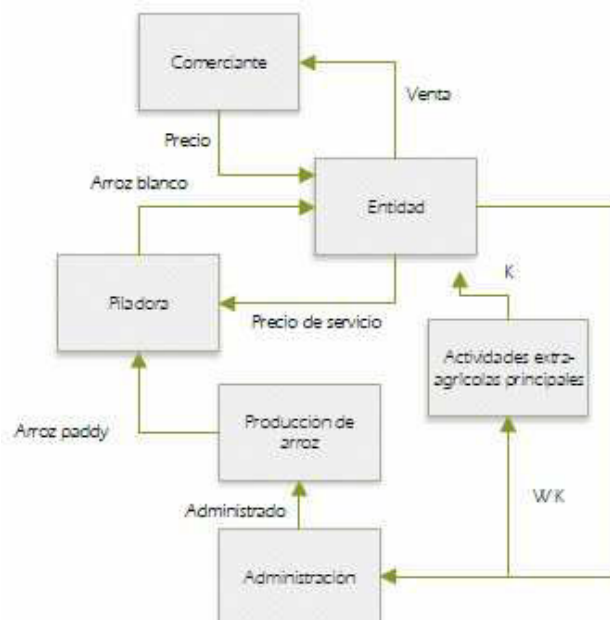 Comerciante
Venta
Precio
Arroz blanco
Entidad
K
Piladora
Precio de servicio
Actividades extra-
agrícolas principales
Arroz paddy
Producción de
arroz
W K
Administrado
Administración